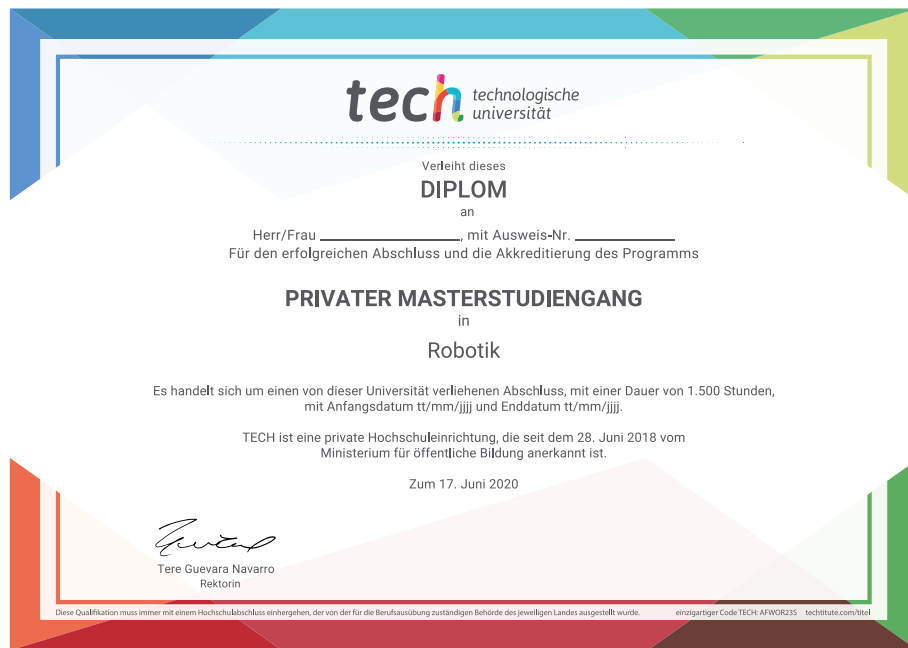 tech technologische
universität
Verleiht dieses
DIPLOM
an
Herr/Frau ____________, mit Ausweis-Nr. ____________
Für den erfolgreichen Abschluss und die Akkreditierung des Programms
PRIVATER MASTERSTUDIENGANG
in
Robotik
Es handelt sich um einen von dieser Universität verliehenen Abschluss, mit einer Dauer von 1.500 Stunden,
mit Anfangsdatum tt/mm/jjjj und Enddatum tt/mm/jjjj.
TECH ist eine private Hochschuleinrichtung, die seit dem 28. Juni 2018 vom
Ministerium für öffentliche Bildung anerkannt ist.
Zum 17. Juni 2020
Tere Guevara Navarro
Rektorin
Diese Qualifikation muss immer mit einem Hochschulabschluss einhergehen, der von der für die Berufsausübung zuständigen Behörde des jeweiligen Landes ausgestellt wurde. einzigartiger Code TECH: AFWOR23S techtitute.com/titel